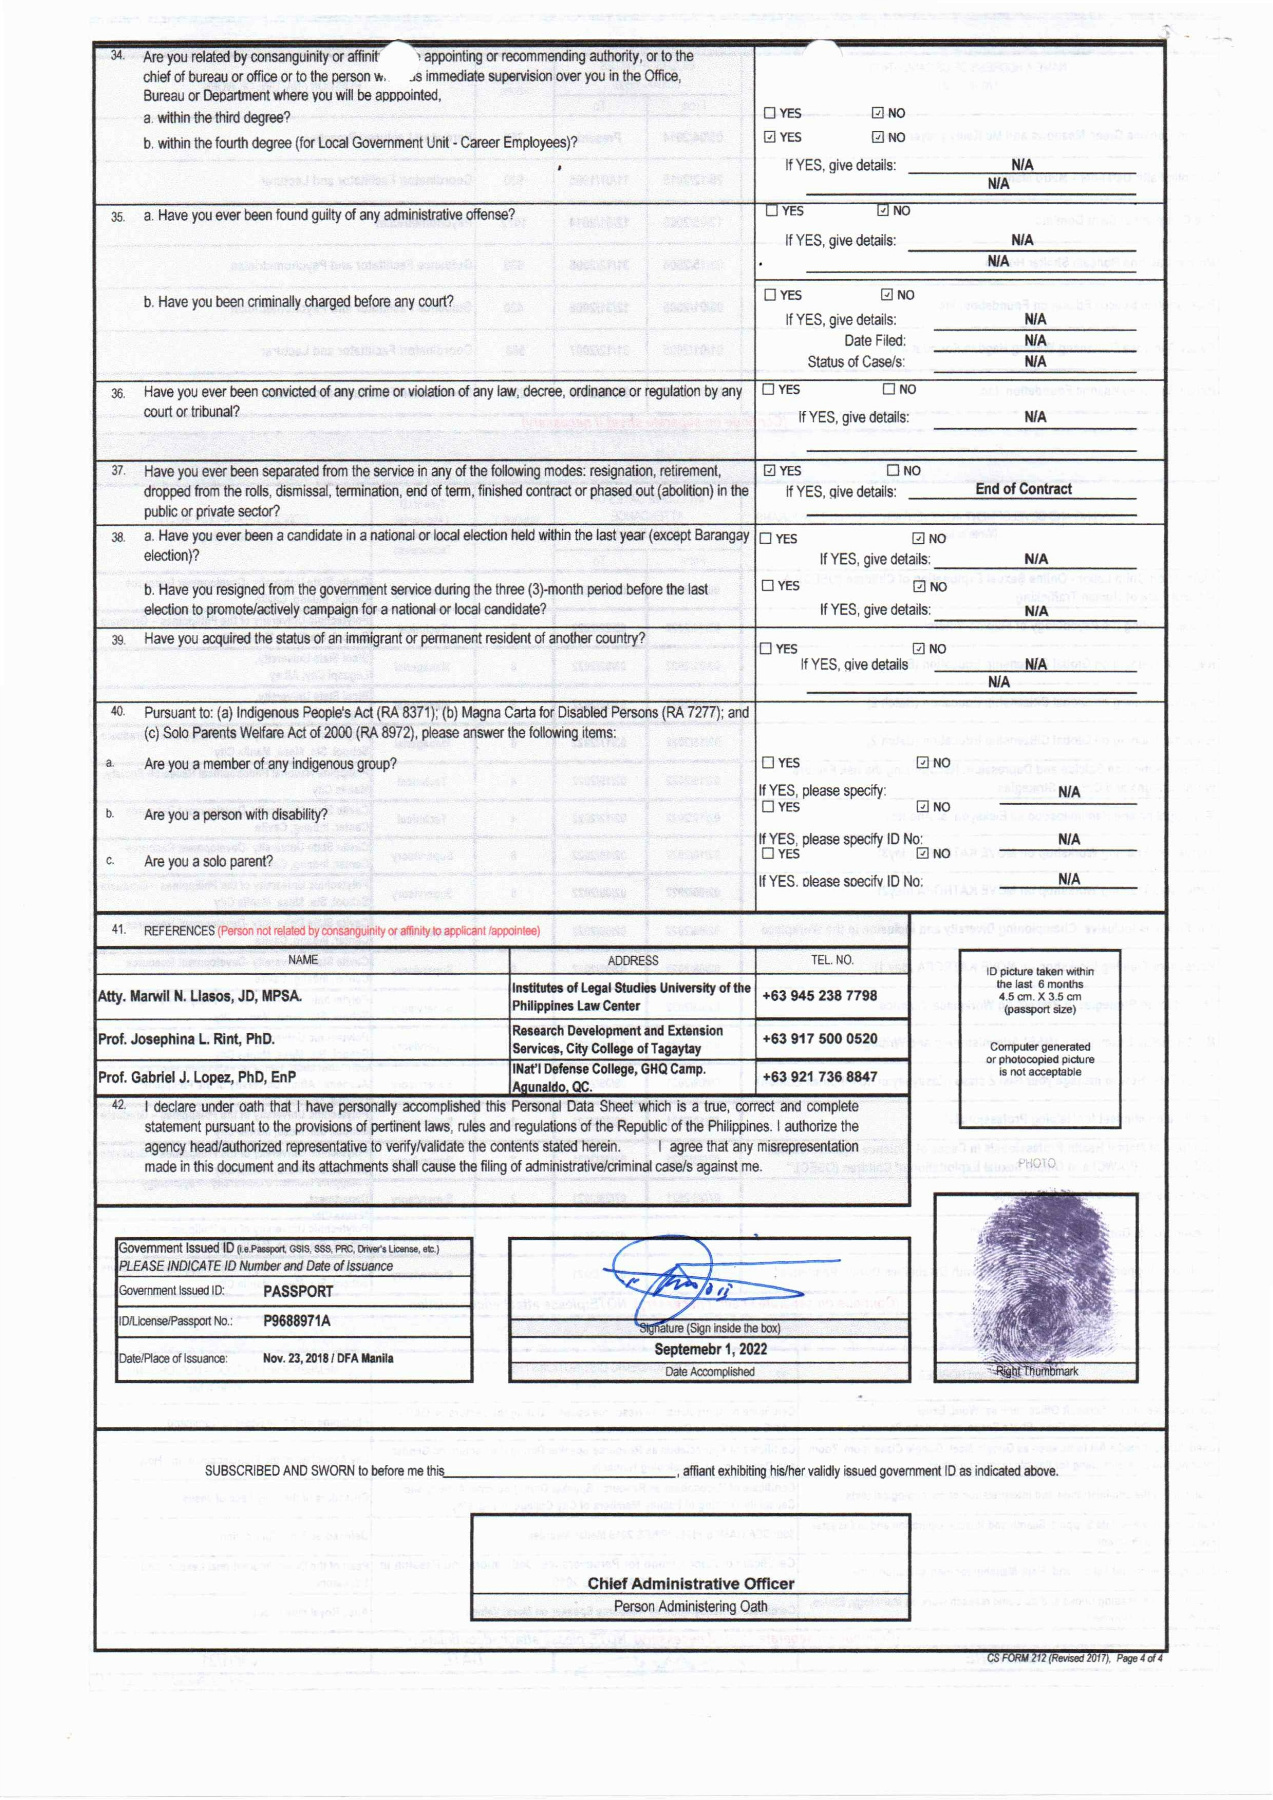 34. Are you related by consanguinity or affinit appointing or recommending authority, or to the
chief of bureau or office or to the person w. s immediate supervision over you in the Office,
Bureau or Department where you will be apppointed,
a. within the third degree? ☐ YES ☑ NO
b. within the fourth degree (for Local Government Unit - Career Employees)? ☑ YES ☑ NO
If YES, give details: N/A
N/A
35. a. Have you ever been found guilty of any administrative offense? ☐ YES ☑ NO
If YES, give details: N/A
N/A
b. Have you been criminally charged before any court? ☐ YES ☑ NO
If YES, give details: N/A
Date Filed: N/A
Status of Case/s: N/A
36. Have you ever been convicted of any crime or violation of any law, decree, ordinance or regulation by any ☐ YES ☐ NO
court or tribunal?
If YES, give details: N/A
37. Have you ever been separated from the service in any of the following modes: resignation, retirement, ☑ YES ☐ NO
dropped from the rolls, dismissal, termination, end of term, finished contract or phased out (abolition) in the If YES, give details: End of Contract
public or private sector?
38. a. Have you ever been a candidate in a national or local election held within the last year (except Barangay ☐ YES ☑ NO
election)? If YES, give details: N/A
b. Have you resigned from the government service during the three (3)-month period before the last ☐ YES ☑ NO
election to promote/actively campaign for a national or local candidate? If YES, give details: N/A
39. Have you acquired the status of an immigrant or permanent resident of another country? ☐ YES ☑ NO
If YES, give details N/A
N/A
40. Pursuant to: (a) Indigenous People's Act (RA 8371); (b) Magna Carta for Disabled Persons (RA 7277); and
(c) Solo Parents Welfare Act of 2000 (RA 8972), please answer the following items:
a. Are you a member of any indigenous group? ☐ YES ☑ NO
If YES, please specify: N/A
b. Are you a person with disability? ☐ YES ☑ NO
If YES, please specify ID No: N/A
c. Are you a solo parent? ☐ YES ☑ NO
If YES, please specify ID No: N/A
41. REFERENCES (Person not related by consanguinity or affinity to applicant /appointee)
NAME ADDRESS TEL. NO.
Atty. Marwil N. Llasos, JD, MPSA. Institutes of Legal Studies University of the +63 945 238 7798
Philippines Law Center
Prof. Josephina L. Rint, PhD. Research Development and Extension +63 917 500 0520
Services, City College of Tagaytay
Prof. Gabriel J. Lopez, PhD, EnP lNat'l Defense College, GHQ Camp. +63 921 736 8847
Agunaldo, QC.
ID picture taken within
the last 6 months
4.5 cm. X 3.5 cm
(passport size)
Computer generated
or photocopied picture
is not acceptable
PHOTO
42. I declare under oath that I have personally accomplished this Personal Data Sheet which is a true, correct and complete
statement pursuant to the provisions of pertinent laws, rules and regulations of the Republic of the Philippines. I authorize the
agency head/authorized representative to verify/validate the contents stated herein. I agree that any misrepresentation
made in this document and its attachments shall cause the filing of administrative/criminal case/s against me.
Government Issued ID (i.e.Passport, GSIS, SSS, PRC, Driver's License, etc.)
PLEASE INDICATE ID Number and Date of Issuance
Government Issued ID: PASSPORT
ID/License/Passport No.: P9688971A
Date/Place of Issuance: Nov. 23, 2018 / DFA Manila
Signature (Sign inside the box)
Septemebr 1, 2022
Date Accomplished
Right Thumbmark
SUBSCRIBED AND SWORN to before me this , affiant exhibiting his/her validly issued government ID as indicated above.
Chief Administrative Officer
Person Administering Oath
CS FORM 212 (Revised 2017), Page 4 of 4